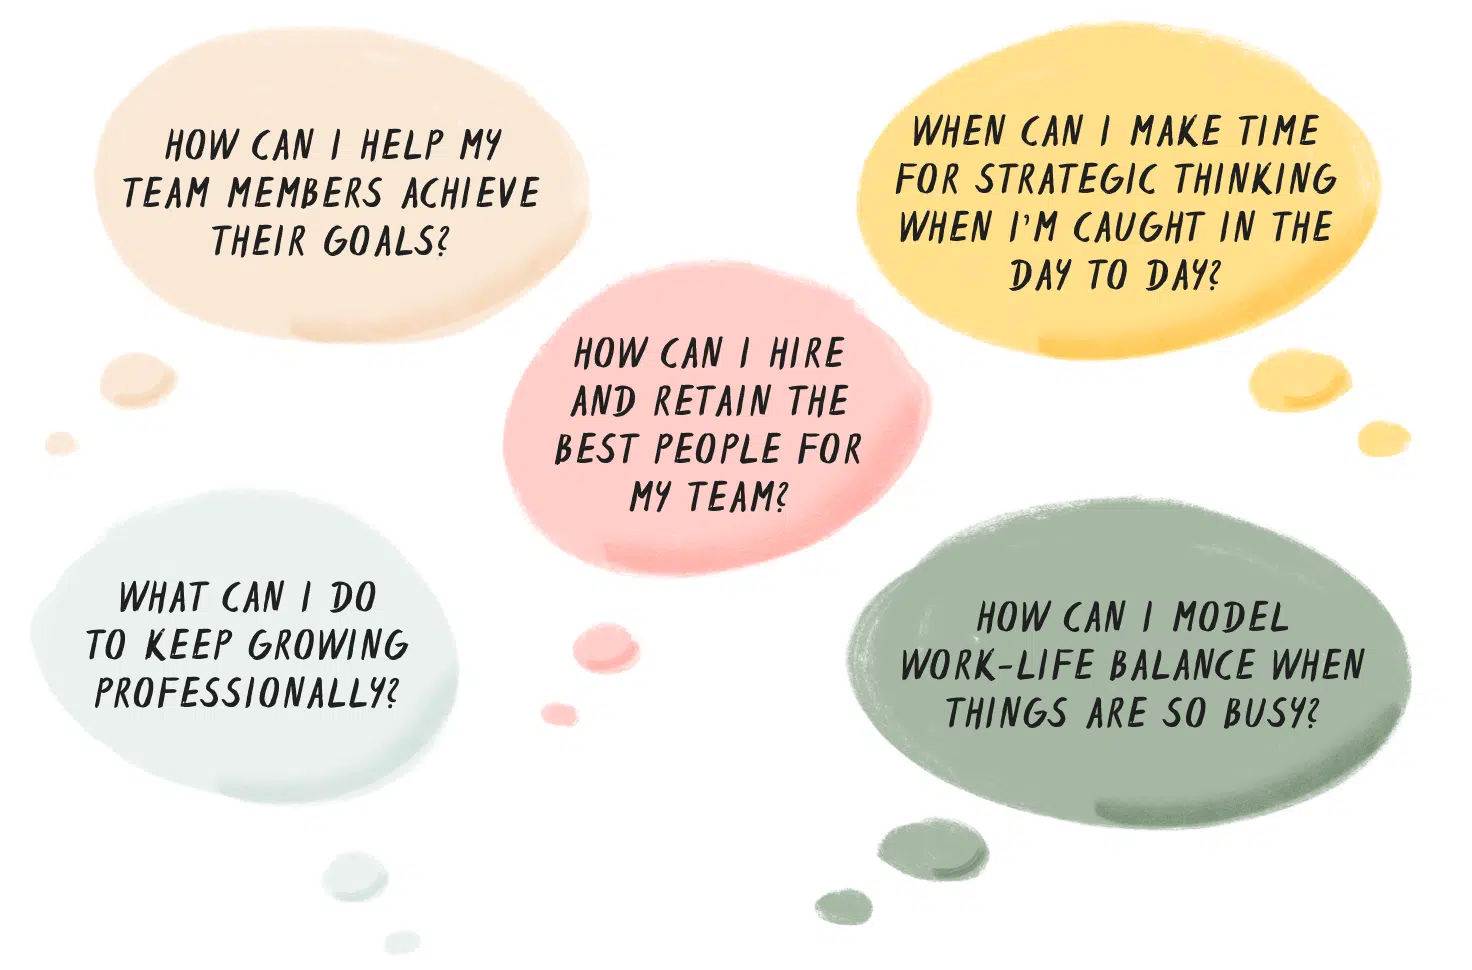 HOW CAN I HELP MY
TEAM MEMBERS ACHIEVE
THEIR GOALS?
WHEN CAN I MAKE TIME
FOR STRATEGIC THINKING
WHEN I'M CAUGHT IN THE
DAY TO DAY?
HOW CAN I HIRE
AND RETAIN THE
BEST PEOPLE FOR
MY TEAM?
WHAT CAN I DO
TO KEEP GROWING
PROFESSIONALLY?
HOW CAN I MODEL
WORK-LIFE BALANCE WHEN
THINGS ARE SO BUSY?